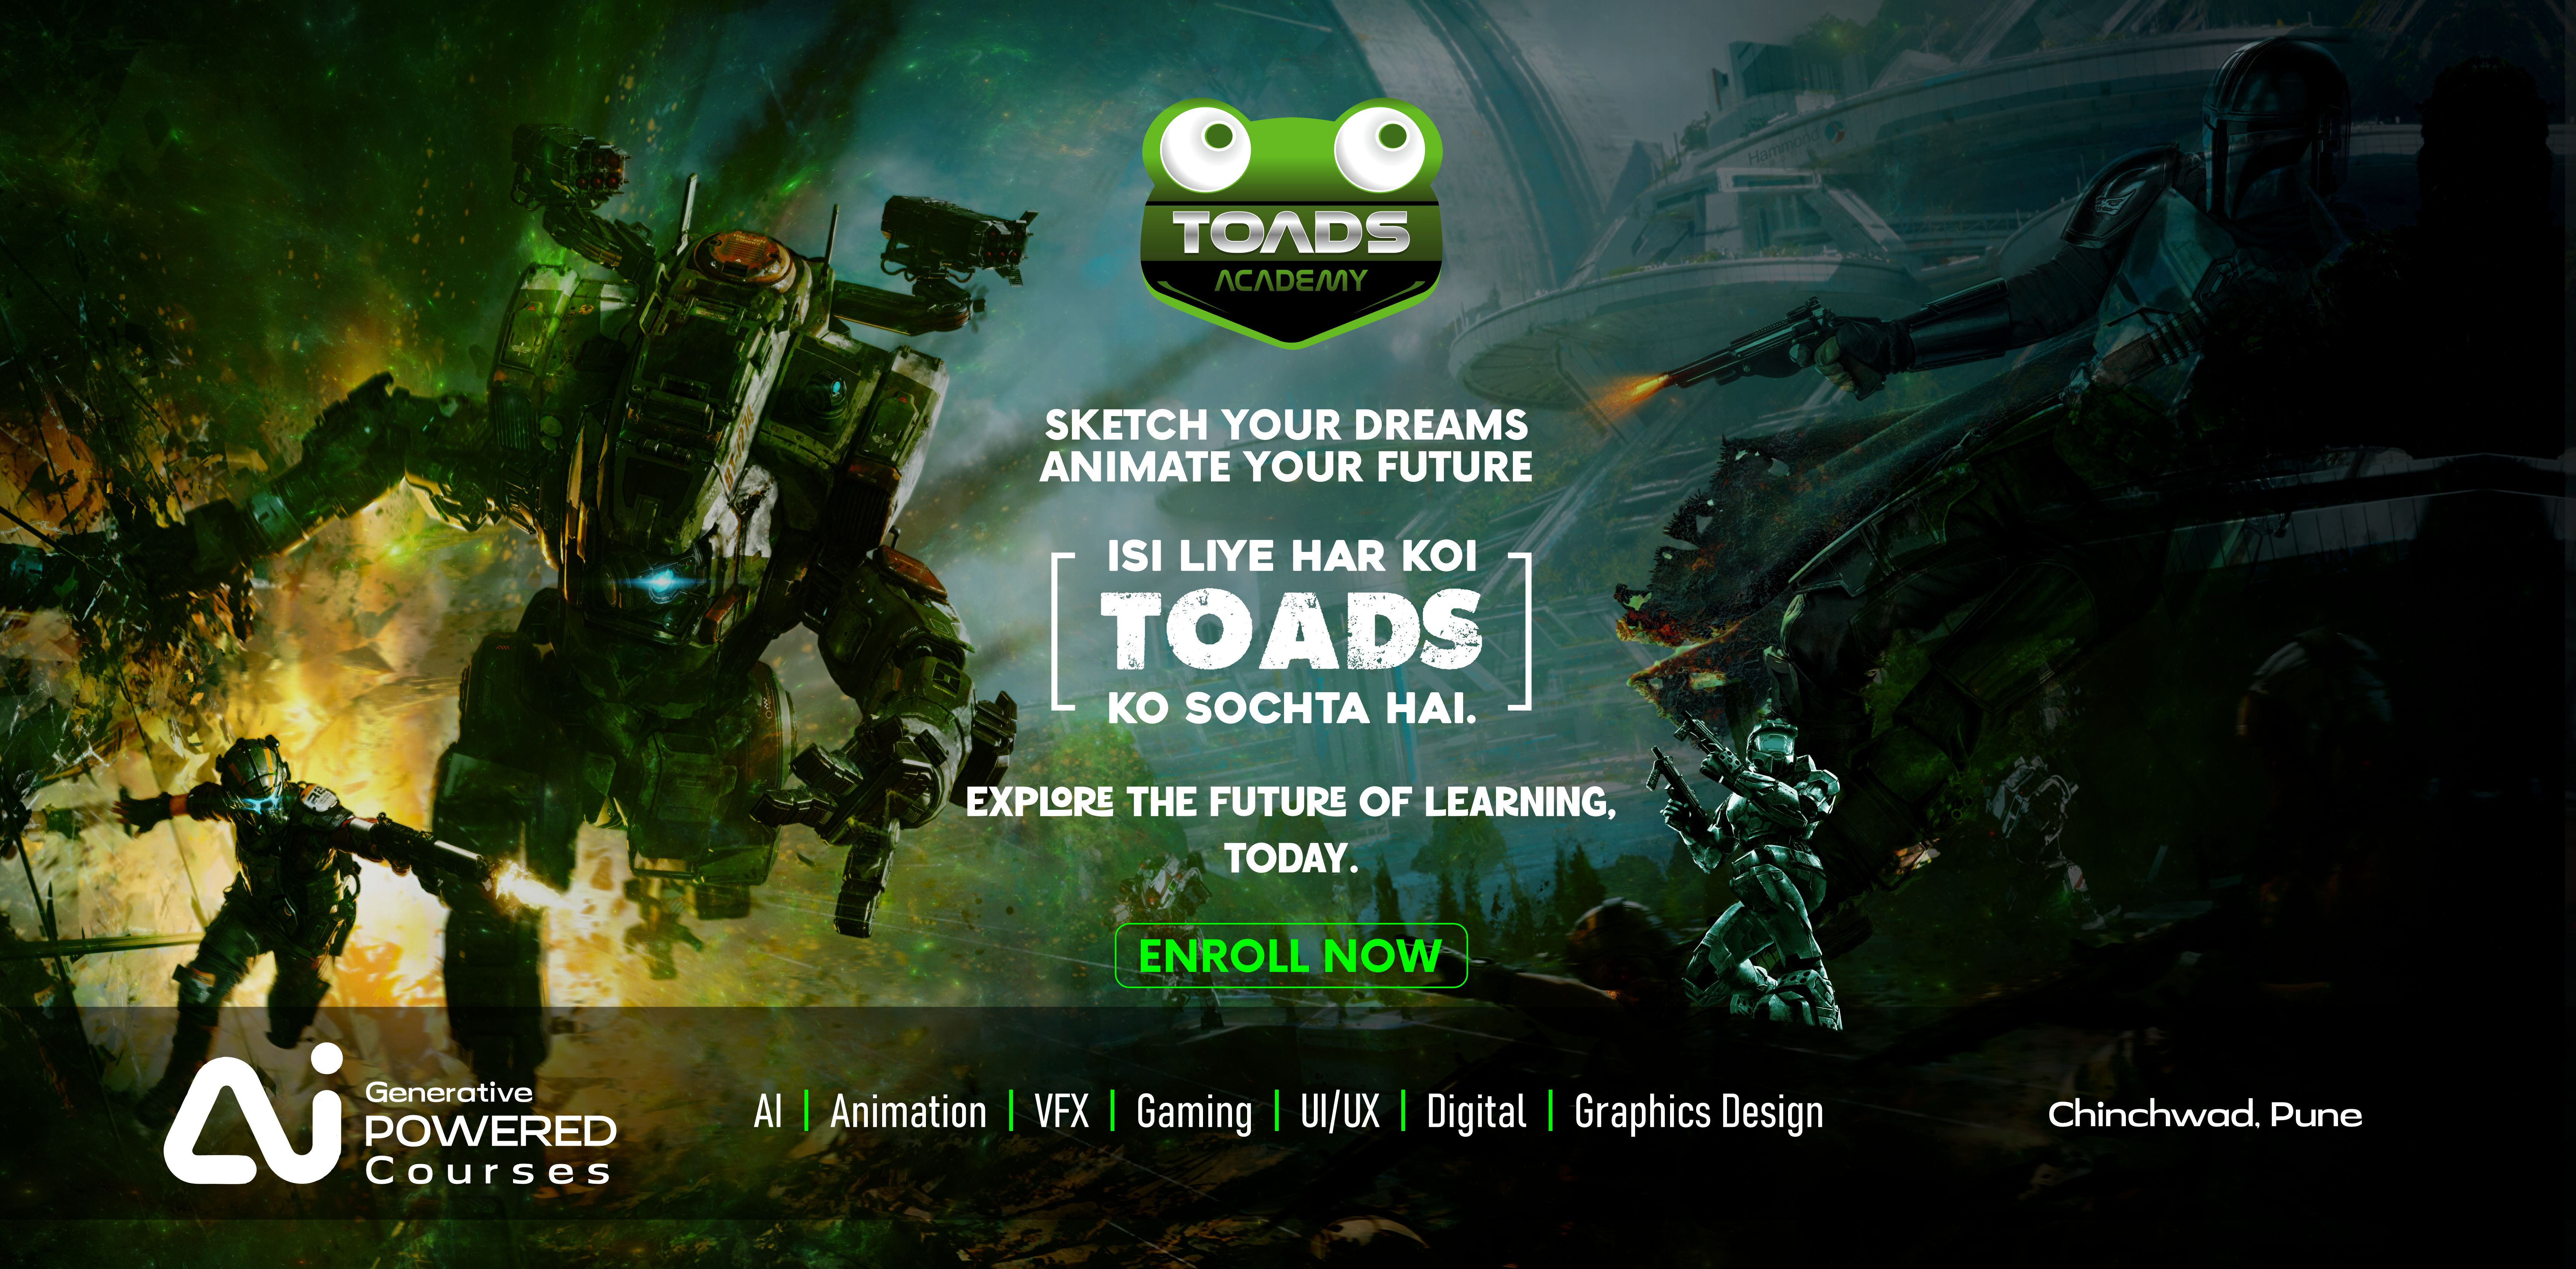 TOADS
ACADEMY
Hammond
SKETCH YOUR DREAMS
ANIMATE YOUR FUTURE
ISI LIYE HAR KOI
TOADS
KO SOCHTA HAI.
EXPLORE THE FUTURE OF LEARNING,
TODAY.
ENROLL NOW
Ai
Generative
POWERED
Courses
AI | Animation | VFX | Gaming | UI/UX | Digital | Graphics Design
Chinchwad, Pune